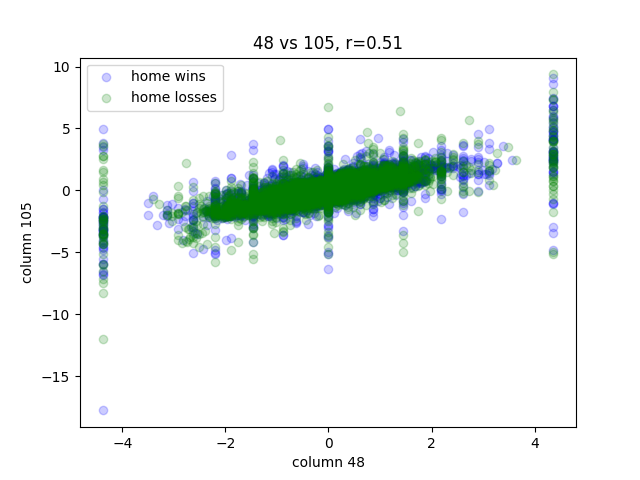 48 vs 105, r=0.51
home wins
home losses
10
5
0
−5
−10
−15
column 105
−4 −2 0 2 4
column 48